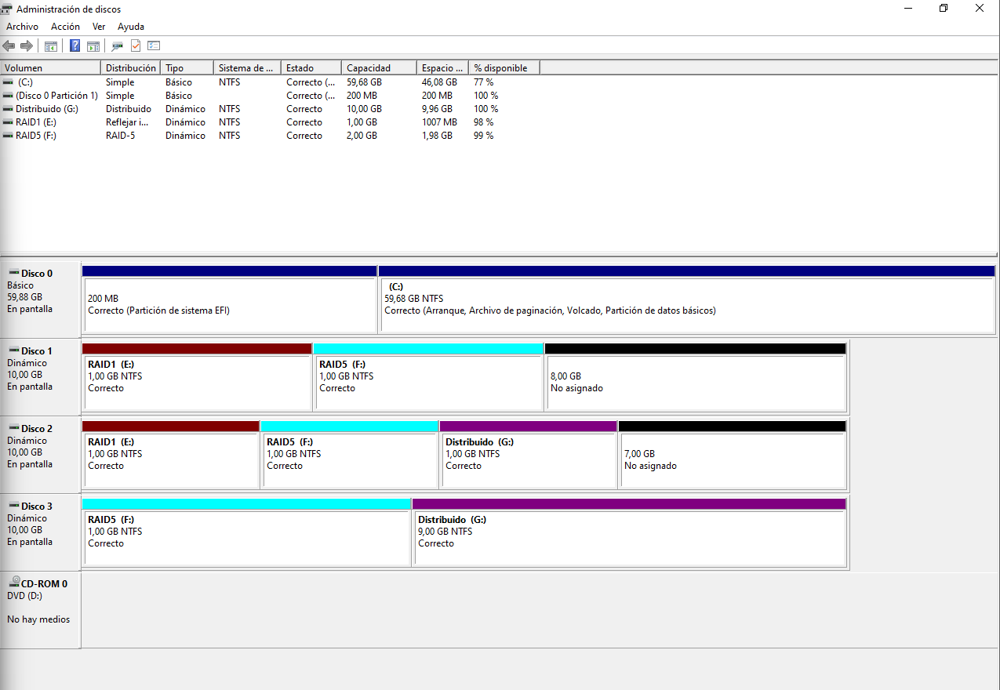 Administración de discos
Archivo Acción Ver Ayuda
Volumen Distribución Tipo Sistema de ... Estado Capacidad Espacio ... % disponible
(C:) Simple Básico NTFS Correcto (... 59,68 GB 46,08 GB 77 %
(Disco 0 Partición 1) Simple Básico Correcto (... 200 MB 200 MB 100 %
Distribuido (G:) Distribuido Dinámico NTFS Correcto 10,00 GB 9,96 GB 100 %
RAID1 (E:) Reflejar i... Dinámico NTFS Correcto 1,00 GB 1007 MB 98 %
RAID5 (F:) RAID-5 Dinámico NTFS Correcto 2,00 GB 1,98 GB 99 %
Disco 0
Básico
59,88 GB
En pantalla
200 MB
Correcto (Partición de sistema EFI)
(C:)
59,68 GB NTFS
Correcto (Arranque, Archivo de paginación, Volcado, Partición de datos básicos)
Disco 1
Dinámico
10,00 GB
En pantalla
RAID1 (E:)
1,00 GB NTFS
Correcto
RAID5 (F:)
1,00 GB NTFS
Correcto
8,00 GB
No asignado
Disco 2
Dinámico
10,00 GB
En pantalla
RAID1 (E:)
1,00 GB NTFS
Correcto
RAID5 (F:)
1,00 GB NTFS
Correcto
Distribuido (G:)
1,00 GB NTFS
Correcto
7,00 GB
No asignado
Disco 3
Dinámico
10,00 GB
En pantalla
RAID5 (F:)
1,00 GB NTFS
Correcto
Distribuido (G:)
9,00 GB NTFS
Correcto
CD-ROM 0
DVD (D:)
No hay medios